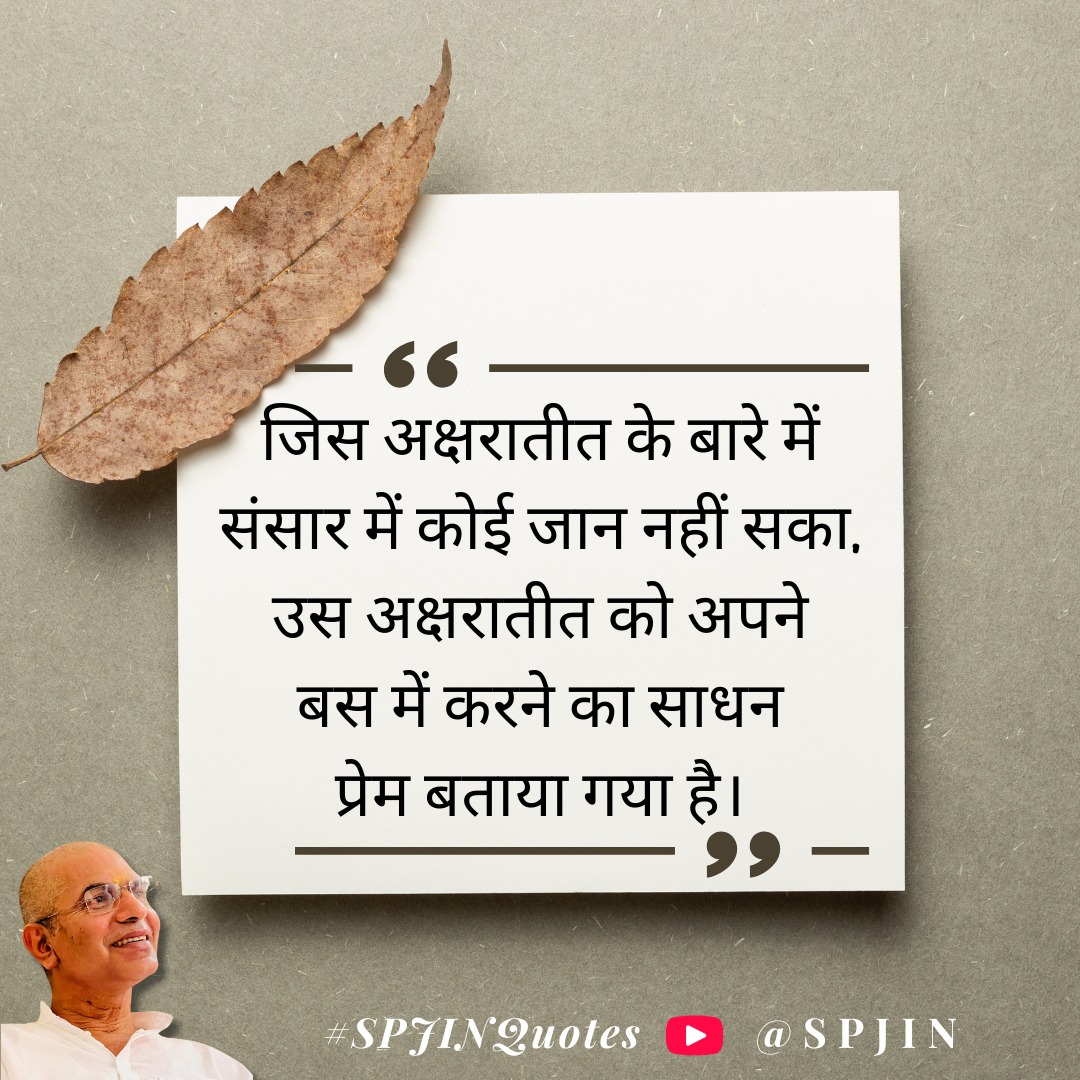 जिस अक्षरातीत के बारे में
संसार में कोई जान नहीं सका,
उस अक्षरातीत को अपने
बस में करने का साधन
प्रेम बताया गया है।
#SPJINQuotes @SPJIN